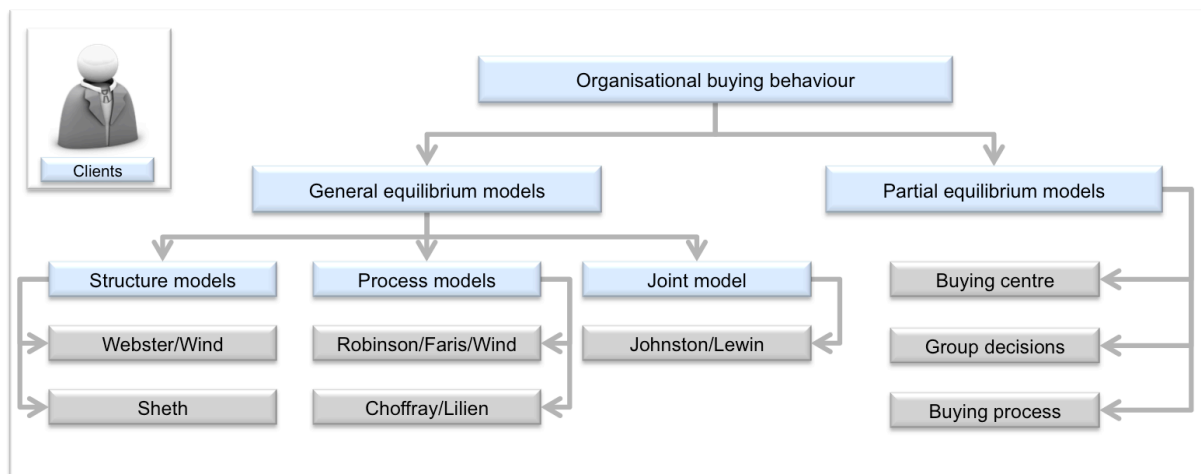 Organisational buying behaviour
Clients
General equilibrium models
Partial equilibrium models
Structure models
Process models
Joint model
Buying centre
Webster/Wind
Robinson/Faris/Wind
Johnston/Lewin
Group decisions
Sheth
Choffray/Lilien
Buying process